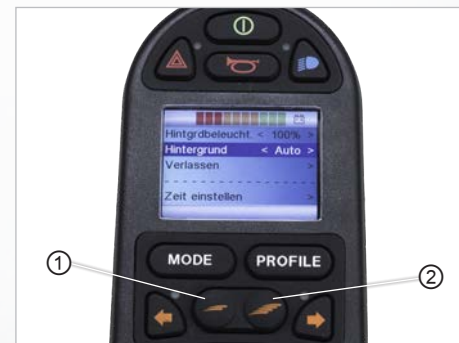 Hintgrdbeleucht. < 100% >
Hintergrund < Auto >
Verlassen >
Zeit einstellen >
MODE PROFILE
1 2